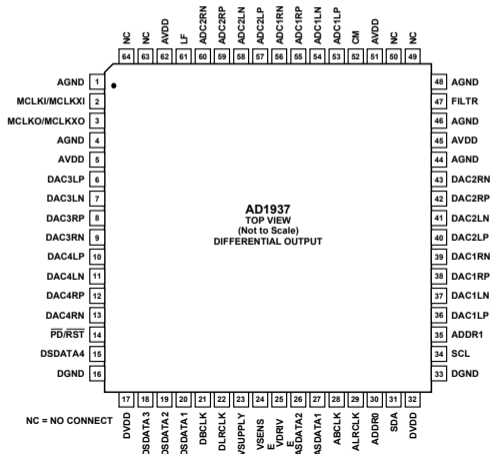 NC NC AVDD LF ADC2RN ADC2RP ADC2LN ADC2LP ADC1RN ADC1RP ADC1LN ADC1LP CM AVDD NC NC
64 63 62 61 60 59 58 57 56 55 54 53 52 51 50 49
AGND 1
MCLKI/MCLKXI 2
MCLKO/MCLKXO 3
AGND 4
AVDD 5
DAC3LP 6
DAC3LN 7
DAC3RP 8
DAC3RN 9
DAC4LP 10
DAC4LN 11
DAC4RP 12
DAC4RN 13
PD/RST 14
DSDATA4 15
DGND 16
AD1937
TOP VIEW
(Not to Scale)
DIFFERENTIAL OUTPUT
48 AGND
47 FILTR
46 AGND
45 AVDD
44 AGND
43 DAC2RN
42 DAC2RP
41 DAC2LN
40 DAC2LP
39 DAC1RN
38 DAC1RP
37 DAC1LN
36 DAC1LP
35 ADDR1
34 SCL
33 DGND
17 18 19 20 21 22 23 24 25 26 27 28 29 30 31 32
DVDD DSDATA3 DSDATA2 DSDATA1 DBCLK DLRCLK VSUPPLY VSENS E VDRIV E ASDATA2 ASDATA1 ABCLK ALRCLK ADDR0 SDA DVDD
NC = NO CONNECT